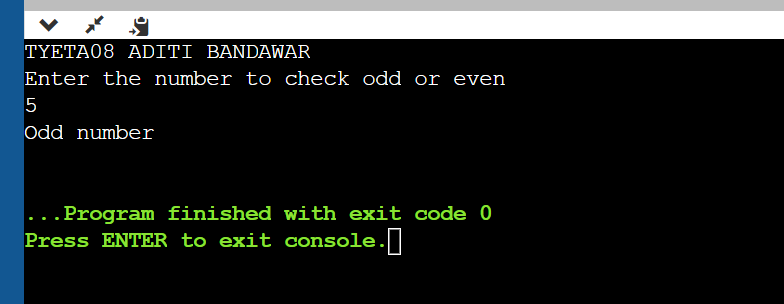 TYETA08 ADITI BANDAWAR
Enter the number to check odd or even
5
Odd number
...Program finished with exit code 0
Press ENTER to exit console.